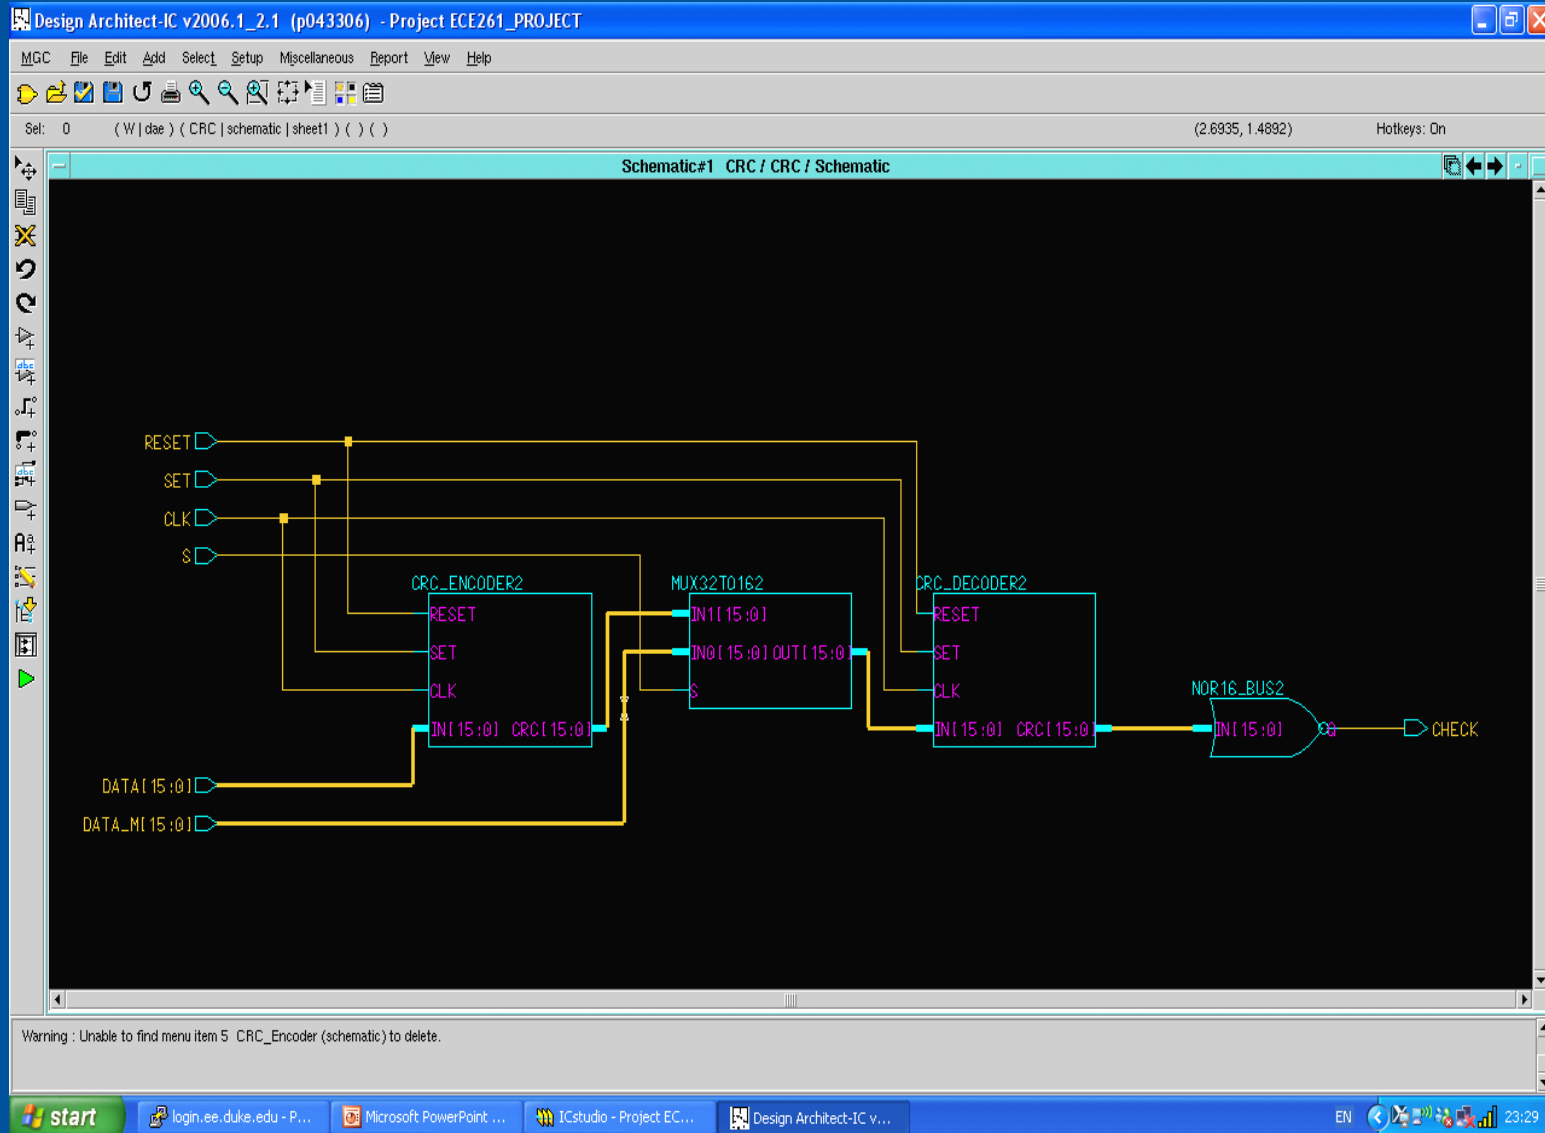 Design Architect-IC v2006.1_2.1 (p043306) - Project ECE261_PROJECT
MGC File Edit Add Select Setup Miscellaneous Report View Help
Sel: 0 ( W | dae ) ( CRC | schematic | sheet1 ) ( ) ( ) (2.6935, 1.4892) Hotkeys: On
Schematic#1 CRC / CRC / Schematic
RESET
SET
CLK
S
CRC_ENCODER2 MUX32TO162 CRC_DECODER2
RESET IN1[15:0] RESET
SET IN0[15:0] OUT[15:0] SET
CLK S CLK
NOR16_BUS2
IN[15:0] CRC[15:0] IN[15:0] CRC[15:0] IN[15:0] CHECK
DATA[15:0]
DATA_M[15:0]
Warning : Unable to find menu item 5 CRC_Encoder (schematic) to delete.
start login.ee.duke.edu - P... Microsoft PowerPoint ... ICstudio - Project EC... Design Architect-IC v... EN 23:29